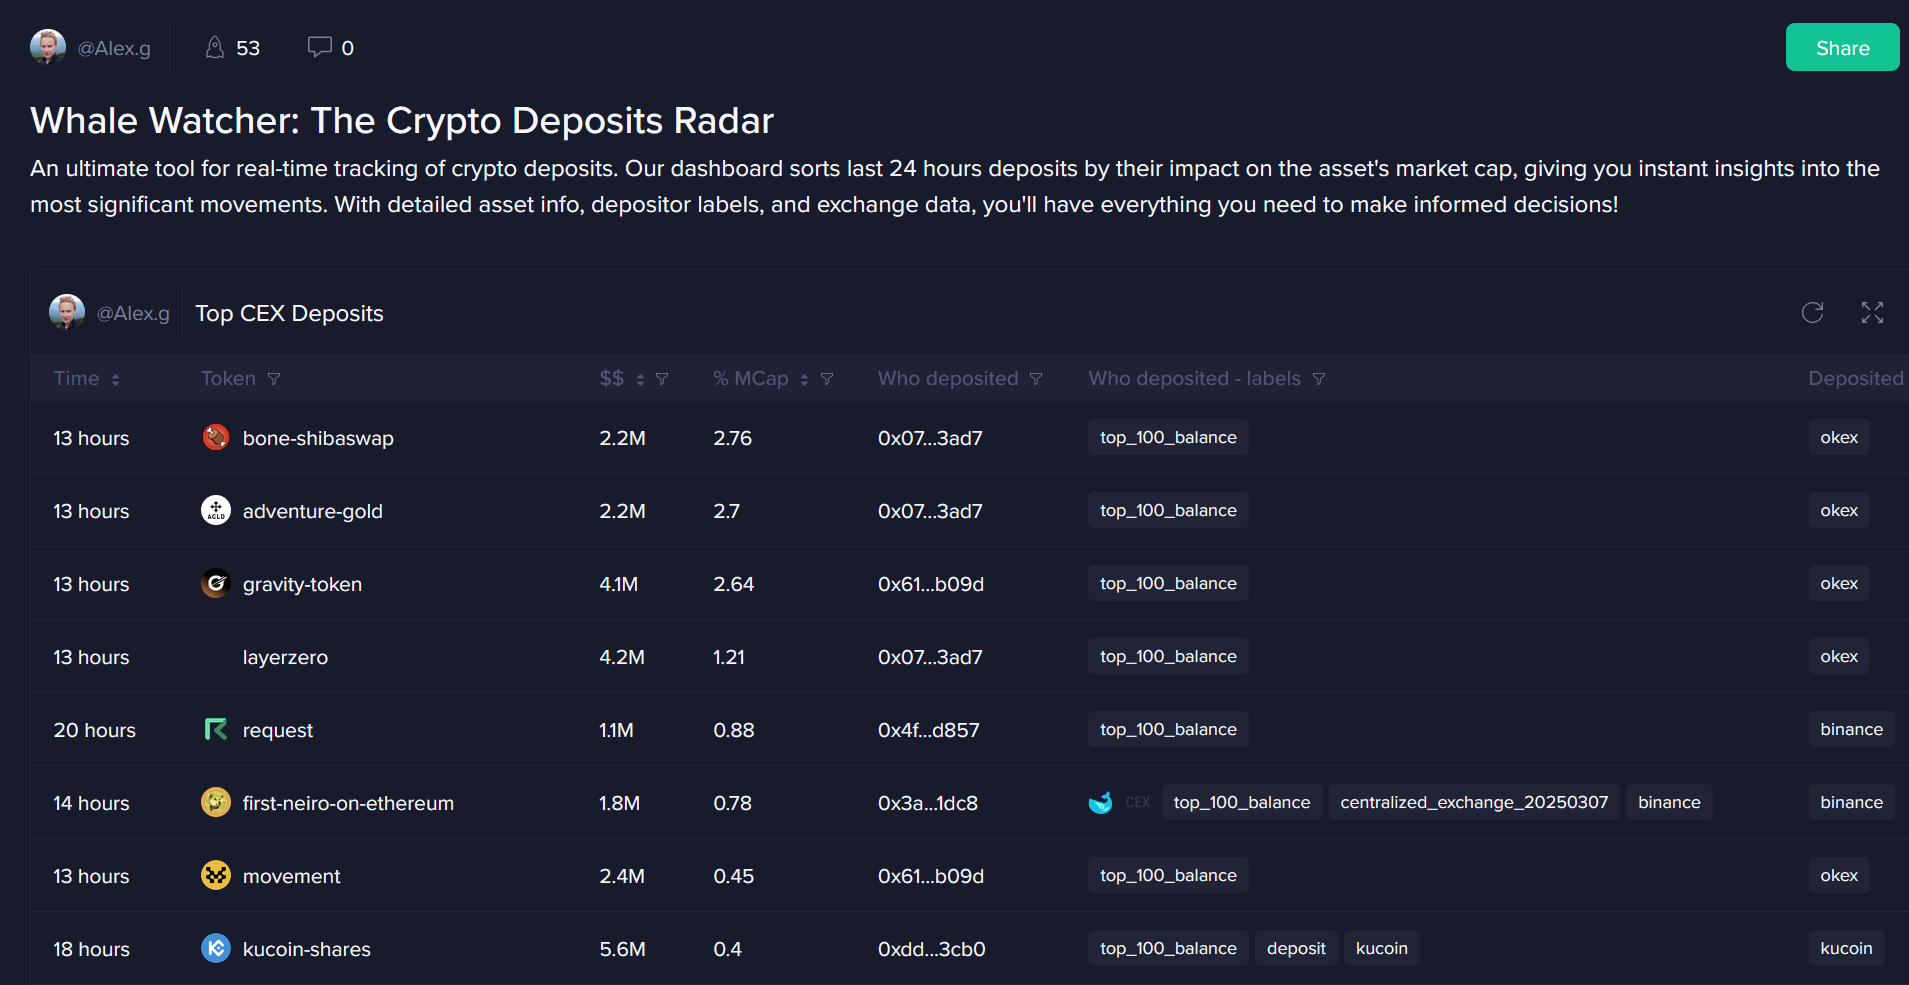 @Alex.g 53 0 Share
Whale Watcher: The Crypto Deposits Radar
An ultimate tool for real-time tracking of crypto deposits. Our dashboard sorts last 24 hours deposits by their impact on the asset's market cap, giving you instant insights into the
most significant movements. With detailed asset info, depositor labels, and exchange data, you'll have everything you need to make informed decisions!
@Alex.g Top CEX Deposits
Time Token $$ % MCap Who deposited Who deposited - labels Deposited
13 hours bone-shibaswap 2.2M 2.76 0x07...3ad7 top_100_balance okex
13 hours AGLD adventure-gold 2.2M 2.7 0x07...3ad7 top_100_balance okex
13 hours gravity-token 4.1M 2.64 0x61...b09d top_100_balance okex
13 hours layerzero 4.2M 1.21 0x07...3ad7 top_100_balance okex
20 hours request 1.1M 0.88 0x4f...d857 top_100_balance binance
14 hours first-neiro-on-ethereum 1.8M 0.78 0x3a...1dc8 CEX top_100_balance centralized_exchange_20250307 binance binance
13 hours movement 2.4M 0.45 0x61...b09d top_100_balance okex
18 hours kucoin-shares 5.6M 0.4 0xdd...3cb0 top_100_balance deposit kucoin kucoin